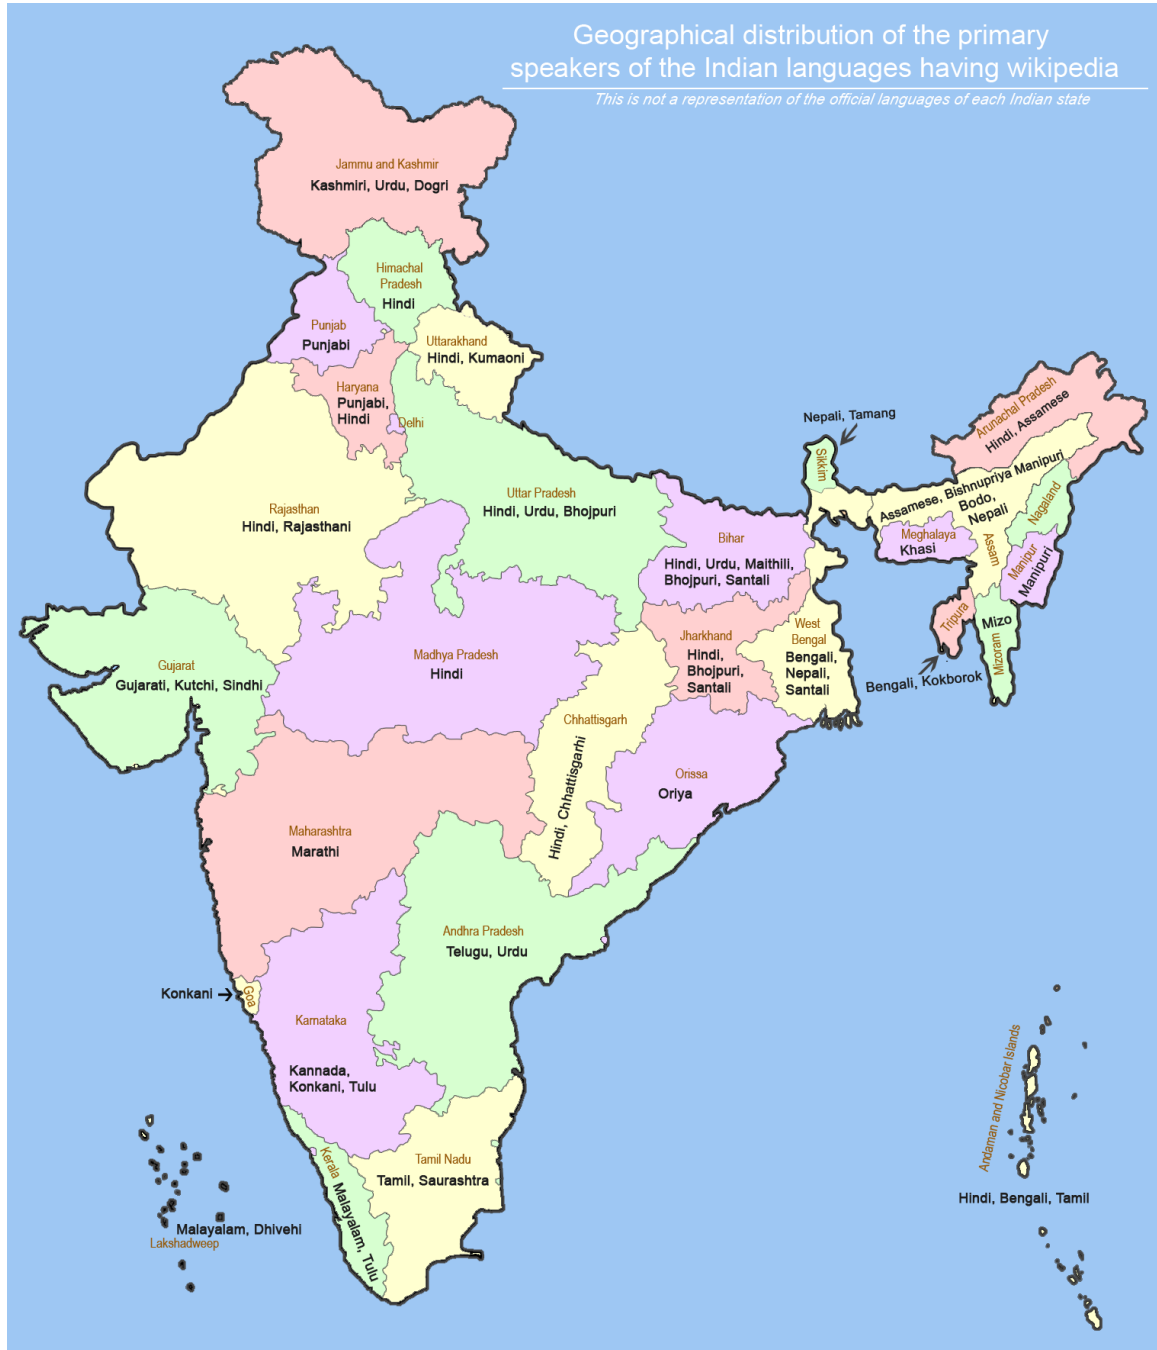 Geographical distribution of the primary
speakers of the Indian languages having wikipedia
This is not a representation of the official languages of each Indian state
Jammu and Kashmir
Kashmiri, Urdu, Dogri
Himachal
Pradesh
Hindi
Punjab
Punjabi
Uttarakhand
Hindi, Kumaoni
Haryana
Punjabi,
Hindi
Delhi
Rajasthan
Hindi, Rajasthani
Uttar Pradesh
Hindi, Urdu, Bhojpuri
Nepali, Tamang
Sikkim
Arunachal Pradesh
Hindi, Assamese
Assamese, Bishnupriya Manipuri
Bodo,
Nepali
Assam
Nagaland
Meghalaya
Khasi
Manipur
Manipuri
Tripura
Bengali, Kokborok
Mizo
Mizoram
Bihar
Hindi, Urdu, Maithili,
Bhojpuri, Santali
Jharkhand
Hindi,
Bhojpuri,
Santali
West
Bengal
Bengali,
Nepali,
Santali
Gujarat
Gujarati, Kutchi, Sindhi
Madhya Pradesh
Hindi
Chhattisgarh
Hindi, Chhattisgarhi
Orissa
Oriya
Maharashtra
Marathi
Andhra Pradesh
Telugu, Urdu
Konkani
Goa
Karnataka
Kannada,
Konkani, Tulu
Kerala
Malayalam, Tulu
Tamil Nadu
Tamil, Saurashtra
Malayalam, Dhivehi
Lakshadweep
Andaman and Nicobar Islands
Hindi, Bengali, Tamil